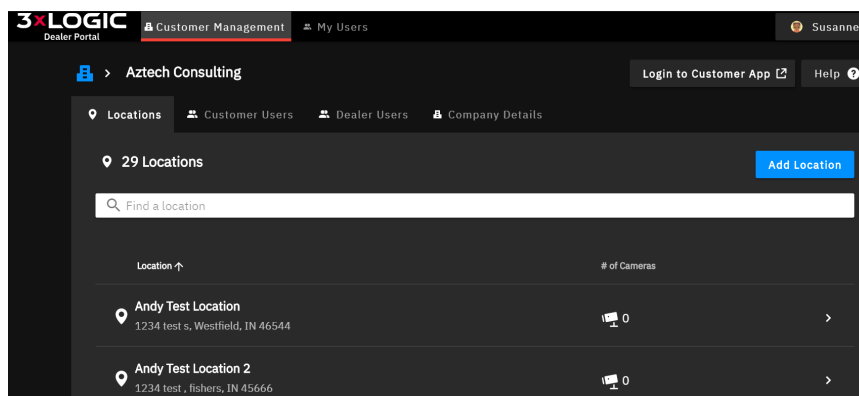 3xLOGIC
Dealer Portal
Customer Management
My Users
Susanne
Aztech Consulting
Login to Customer App
Help
Locations
Customer Users
Dealer Users
Company Details
29 Locations
Add Location
Find a location
Location
# of Cameras
Andy Test Location
1234 test s, Westfield, IN 46544
0
Andy Test Location 2
1234 test , fishers, IN 45666
0